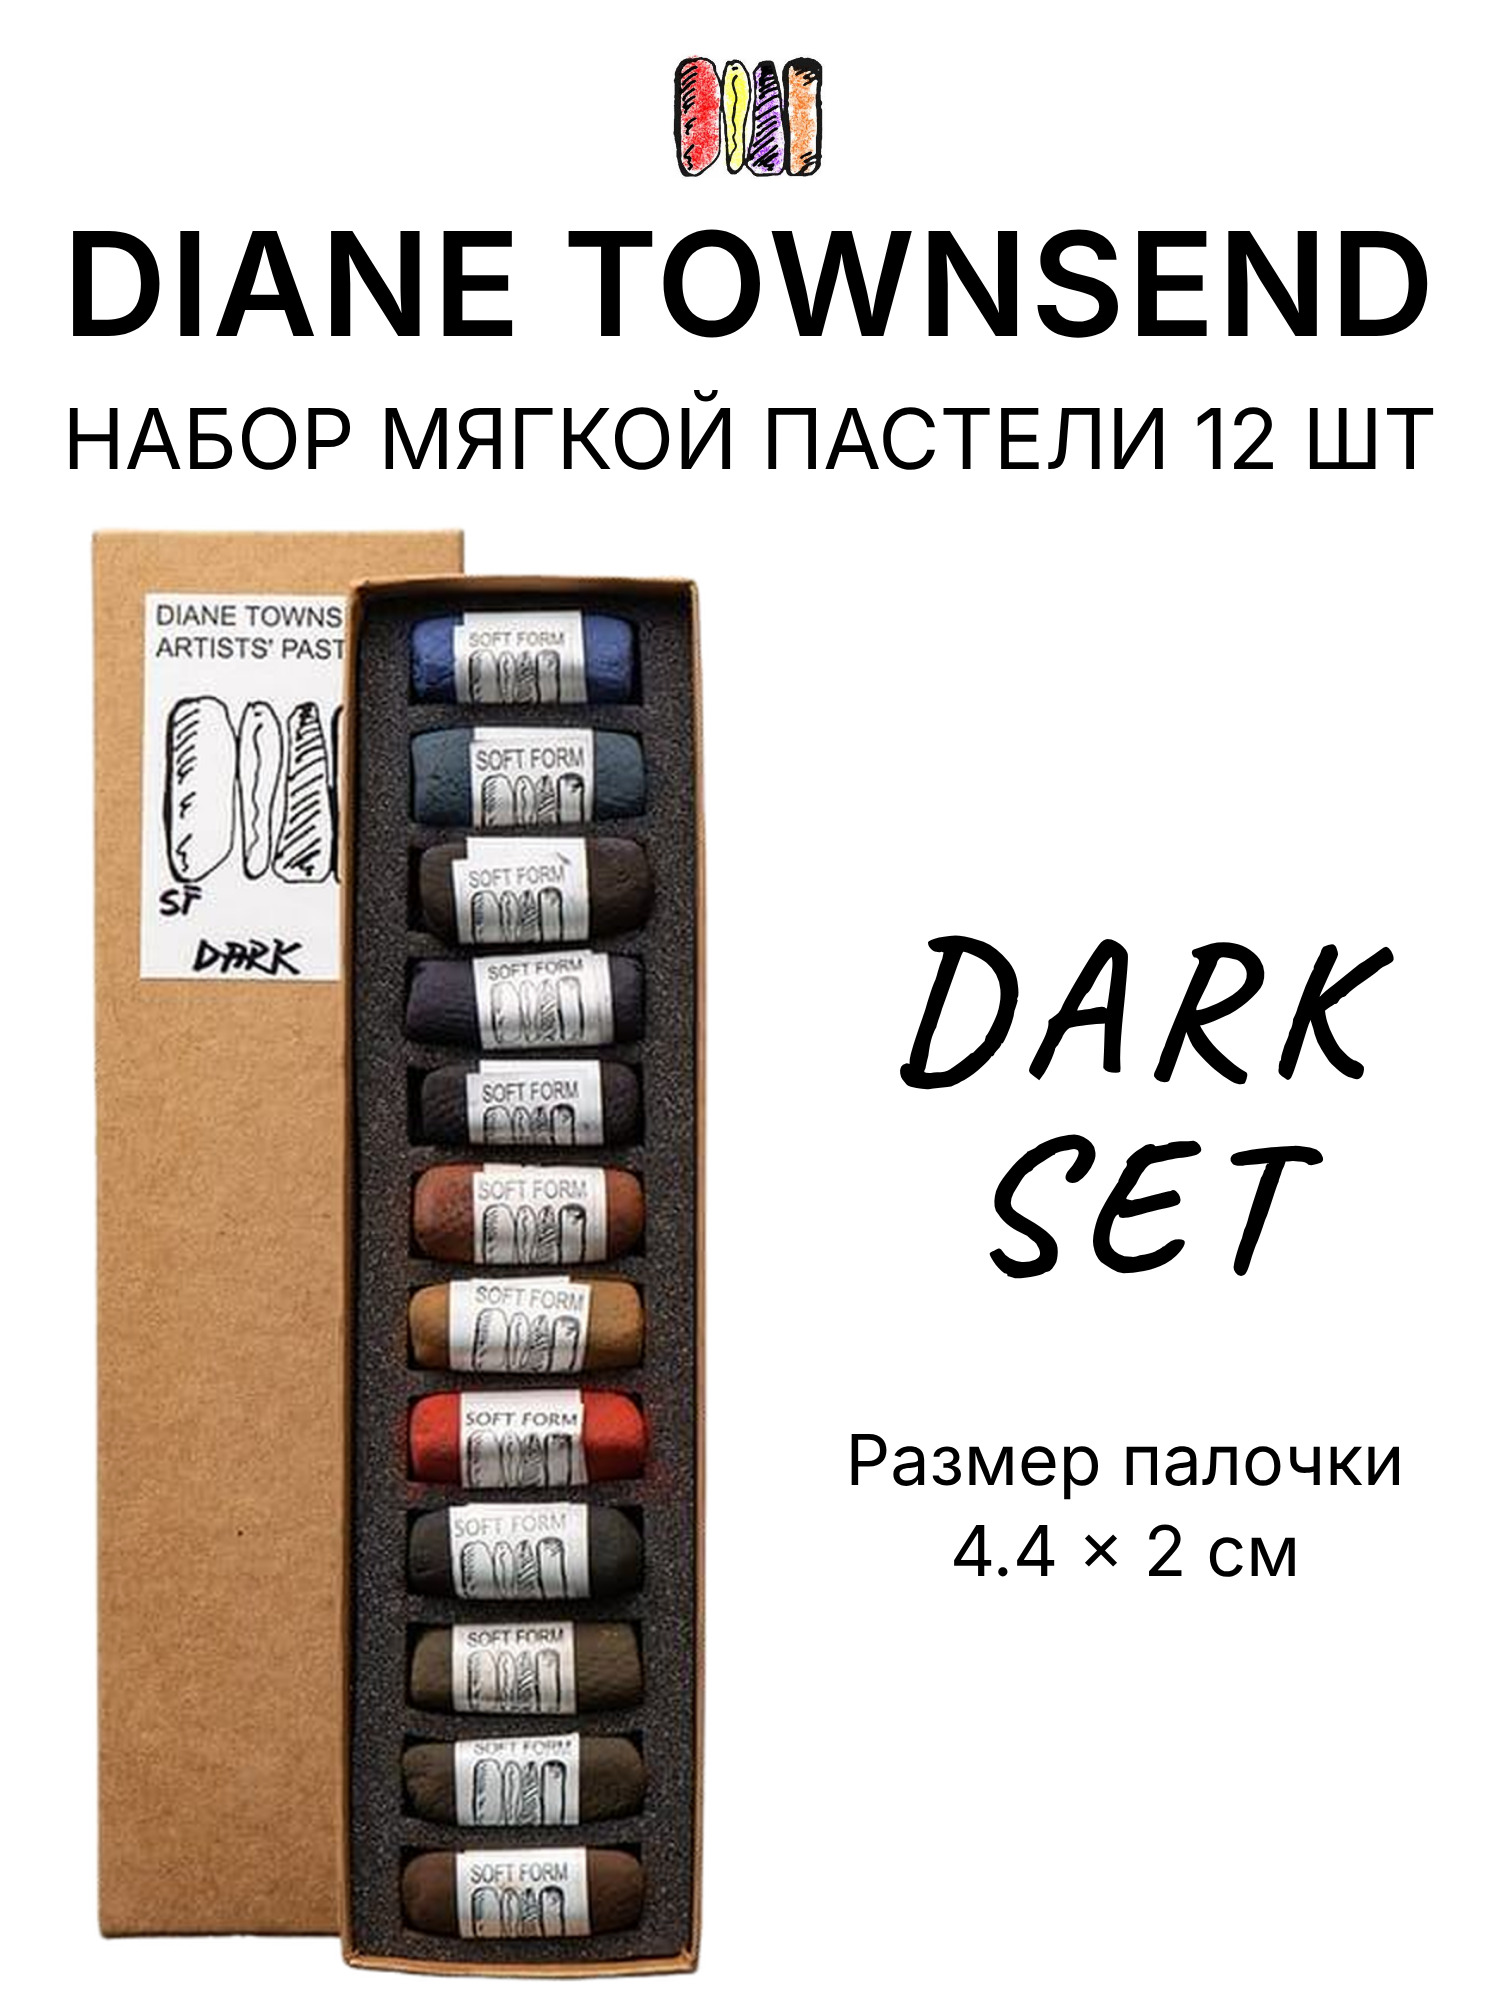 DIANE TOWNSEND
НАБОР МЯГКОЙ ПАСТЕЛИ 12 ШТ
DIANE TOWNS
ARTISTS' PAST
SF
DARK
SOFT FORM
SOFT FORM
SOFT FORM
SOFT FORM
SOFT FORM
SOFT FORM
SOFT FORM
SOFT FORM
SOFT FORM
SOFT FORM
SOFT FORM
SOFT FORM
DARK
SET
Размер палочки
4.4 × 2 см